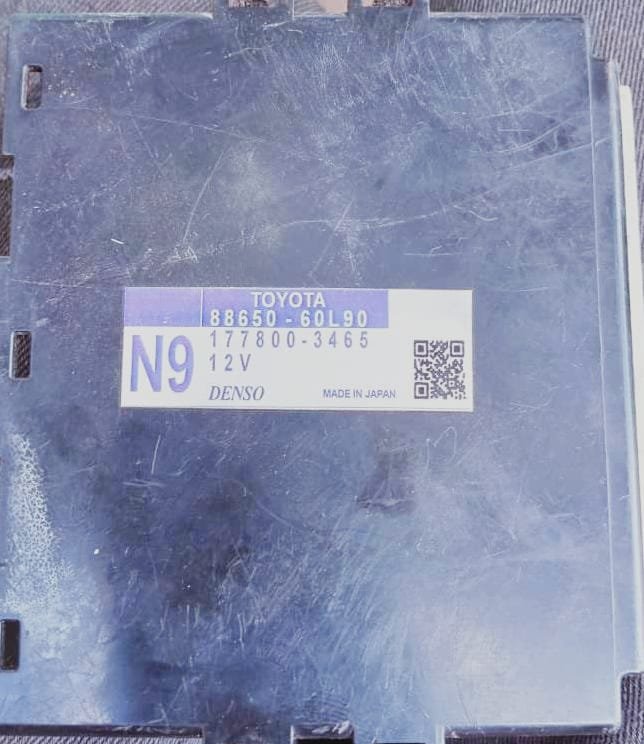 TOYOTA
88650-60L90
N9
177800-3465
12V
DENSO
MADE IN JAPAN